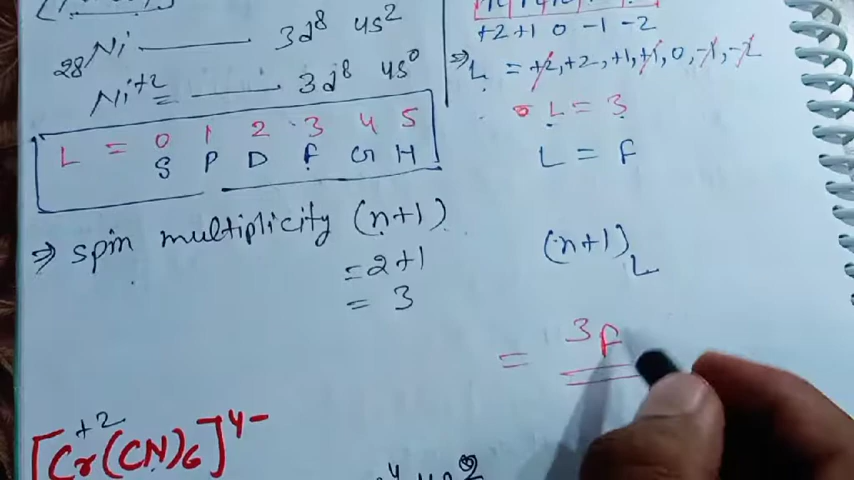 28Ni 3d8 4s2
Ni+2 3d8 4s0
L = 0 1 2 3 4 5
S P D F G H
⇒ spin multiplicity (n+1)
= 2+1
= 3
+2 +1 0 -1 -2
⇒ L = +2, +2, +1, +1, 0, -1, -2
L = 3
L = F
(n+1)L
= 3F
[Cr+2(CN)6]4-